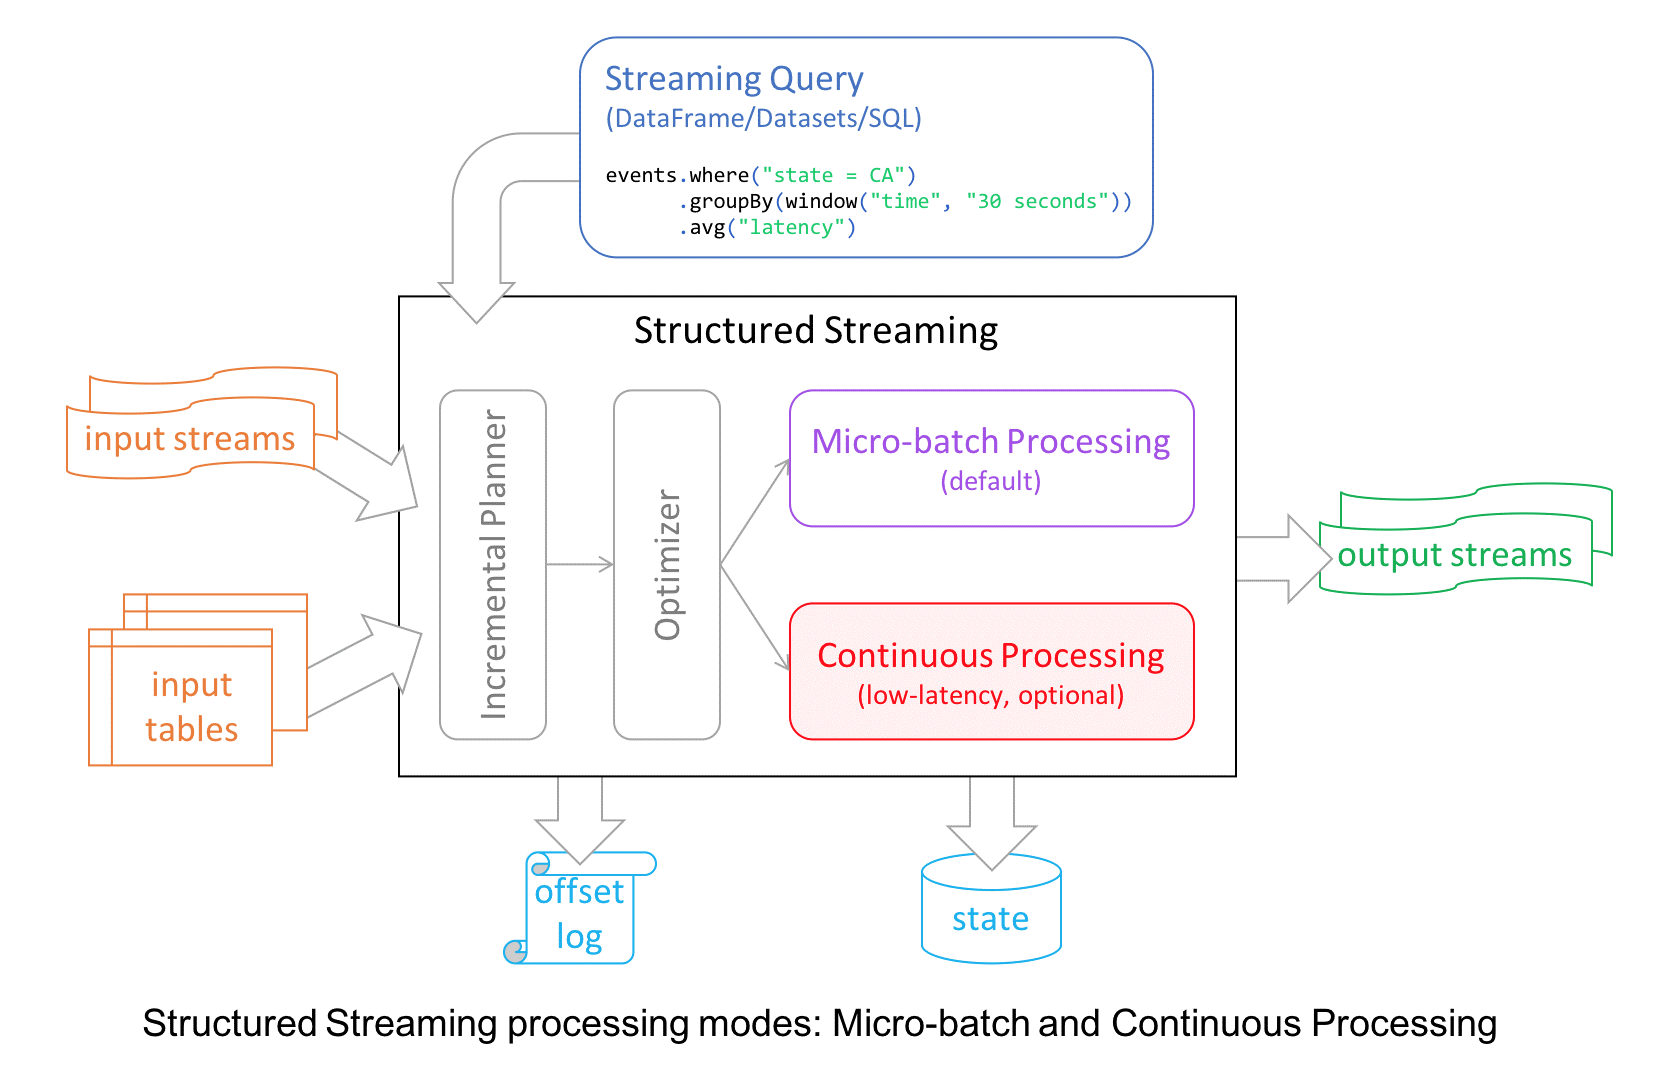 Streaming Query
(DataFrame/Datasets/SQL)
events.where("state = CA")
.groupBy(window("time", "30 seconds"))
.avg("latency")
Structured Streaming
input streams
input
tables
Incremental Planner
Optimizer
Micro-batch Processing
(default)
Continuous Processing
(low-latency, optional)
output streams
offset
log
state
Structured Streaming processing modes: Micro-batch and Continuous Processing